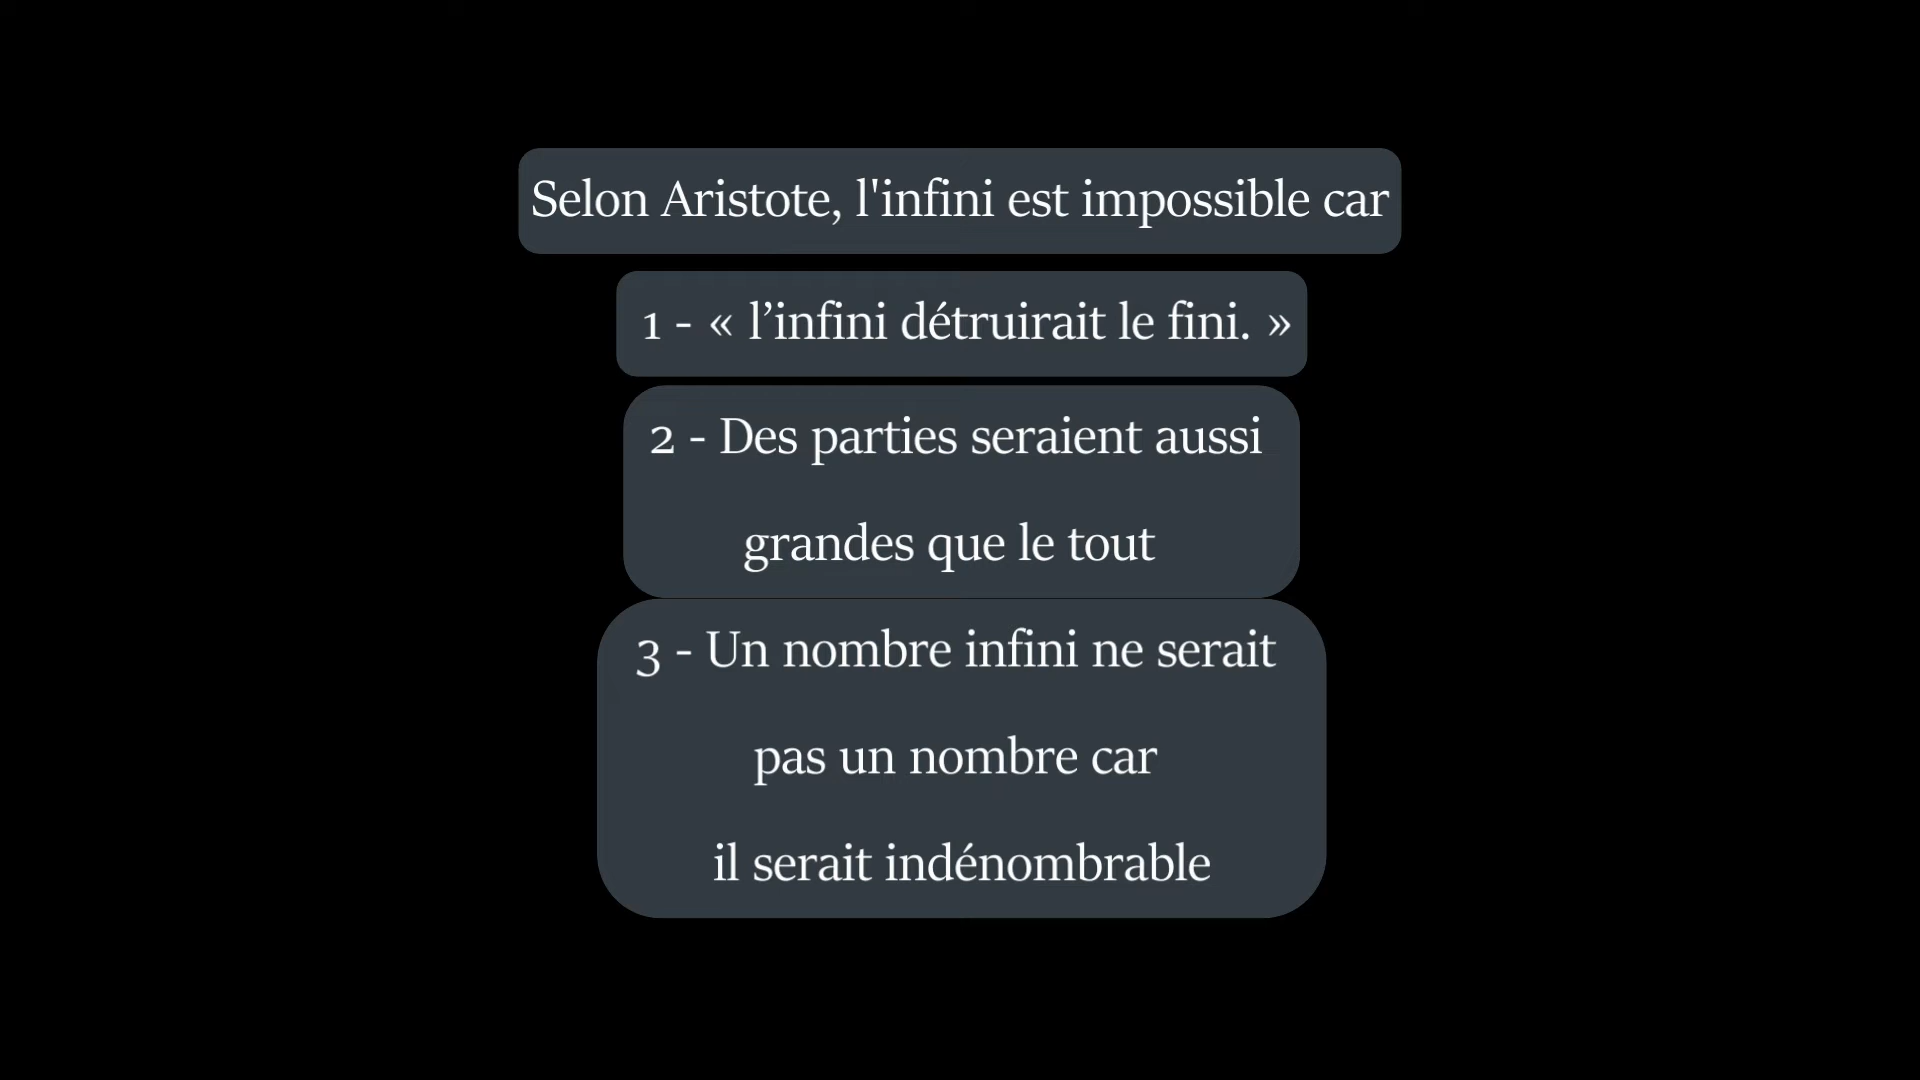 Selon Aristote, l'infini est impossible car
1 - « l’infini détruirait le fini. »
2 - Des parties seraient aussi
grandes que le tout
3 - Un nombre infini ne serait
pas un nombre car
il serait indénombrable